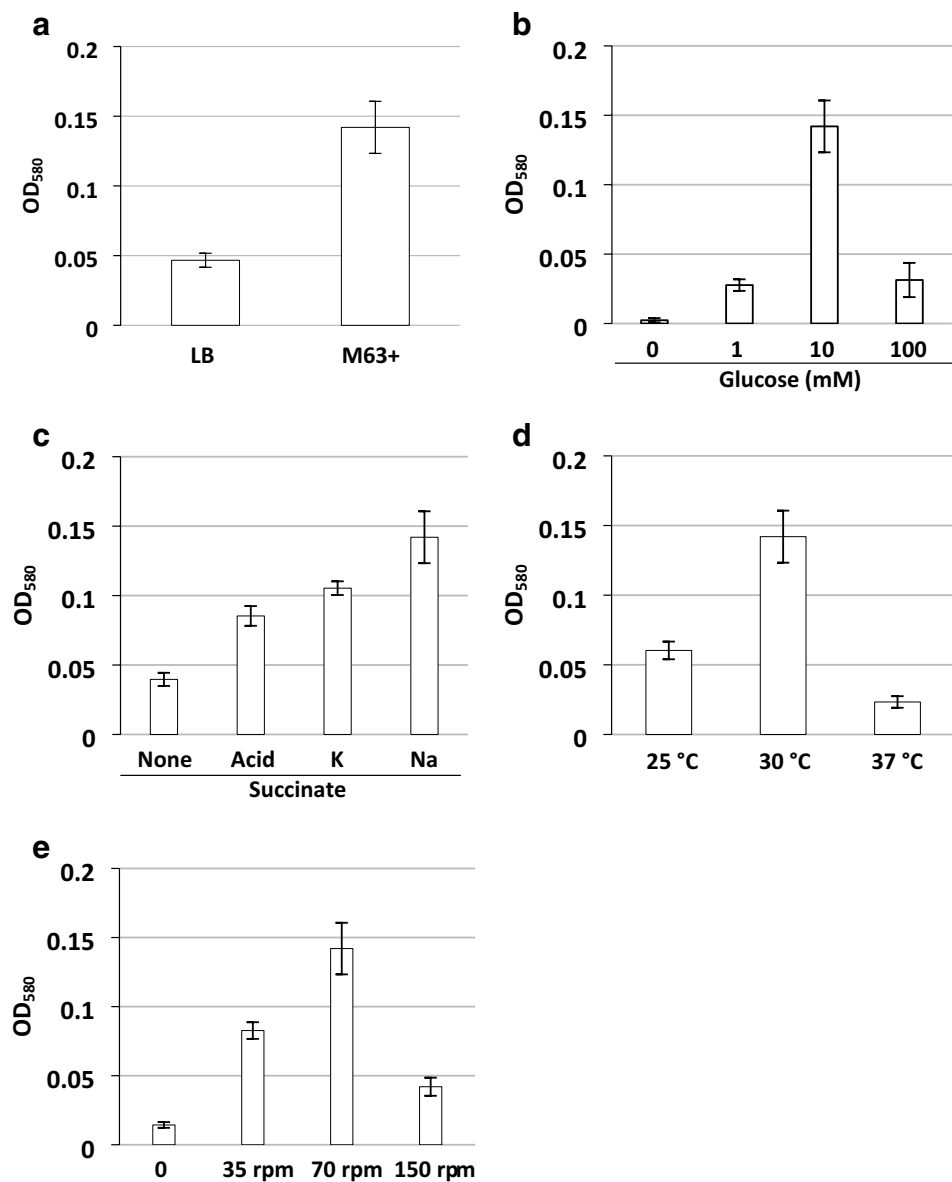 a
0.2
0.15
0.1
0.05
0
OD580
LB M63+
b
0.2
0.15
0.1
0.05
0
OD580
0 1 10 100
Glucose (mM)
c
0.2
0.15
0.1
0.05
0
OD580
None Acid K Na
Succinate
d
0.2
0.15
0.1
0.05
0
OD580
25 °C 30 °C 37 °C
e
0.2
0.15
0.1
0.05
0
OD580
0 35 rpm 70 rpm 150 rpm